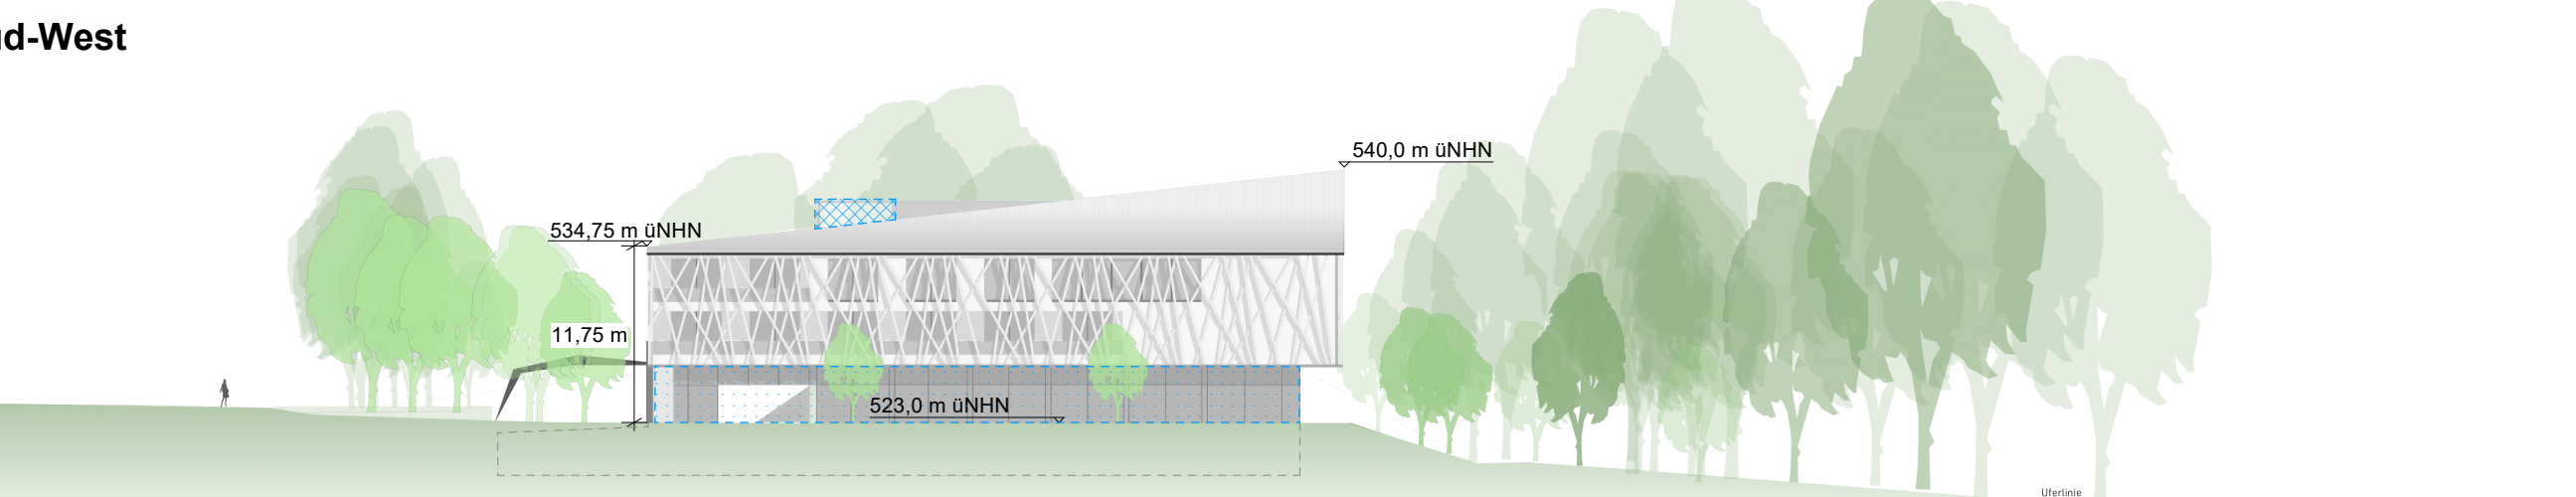 d-West
540,0 m üNHN
534,75 m üNHN
11,75 m
523,0 m üNHN
Uferlinie